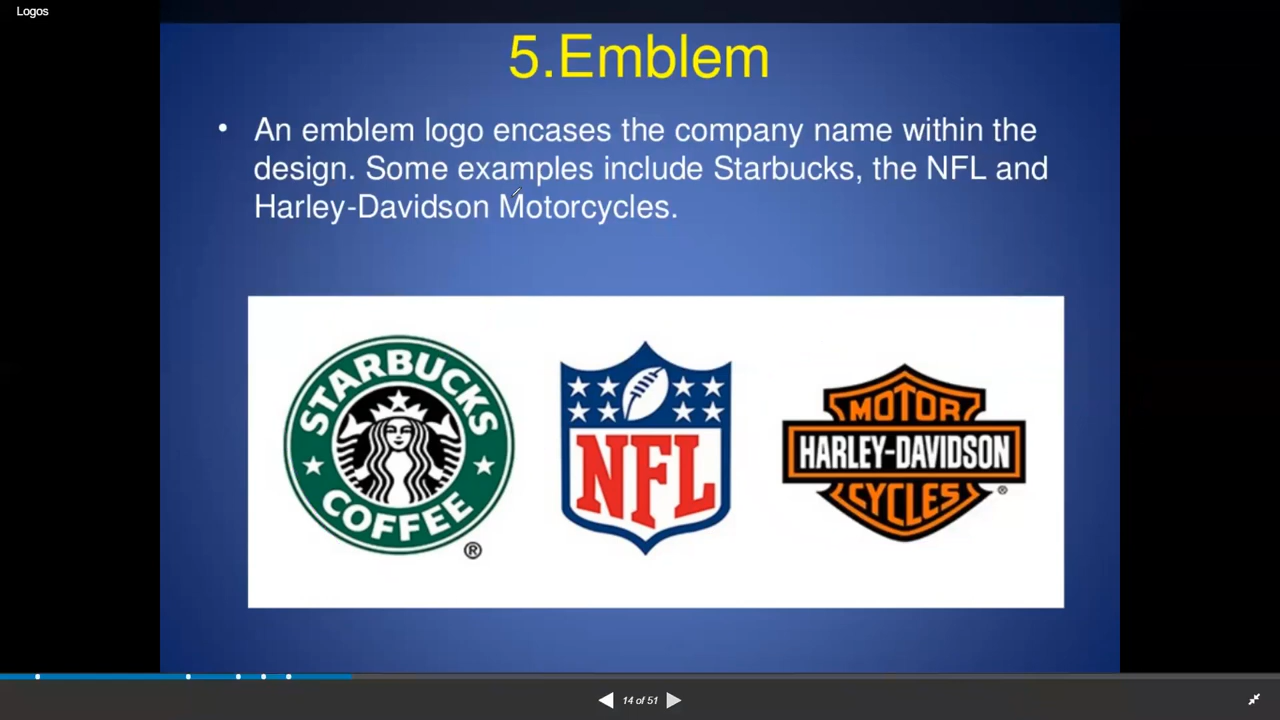 Logos
5.Emblem
• An emblem logo encases the company name within the
design. Some examples include Starbucks, the NFL and
Harley-Davidson Motorcycles.
STARBUCKS
COFFEE
®
NFL
MOTOR
HARLEY-DAVIDSON
CYCLES
®
14 of 51